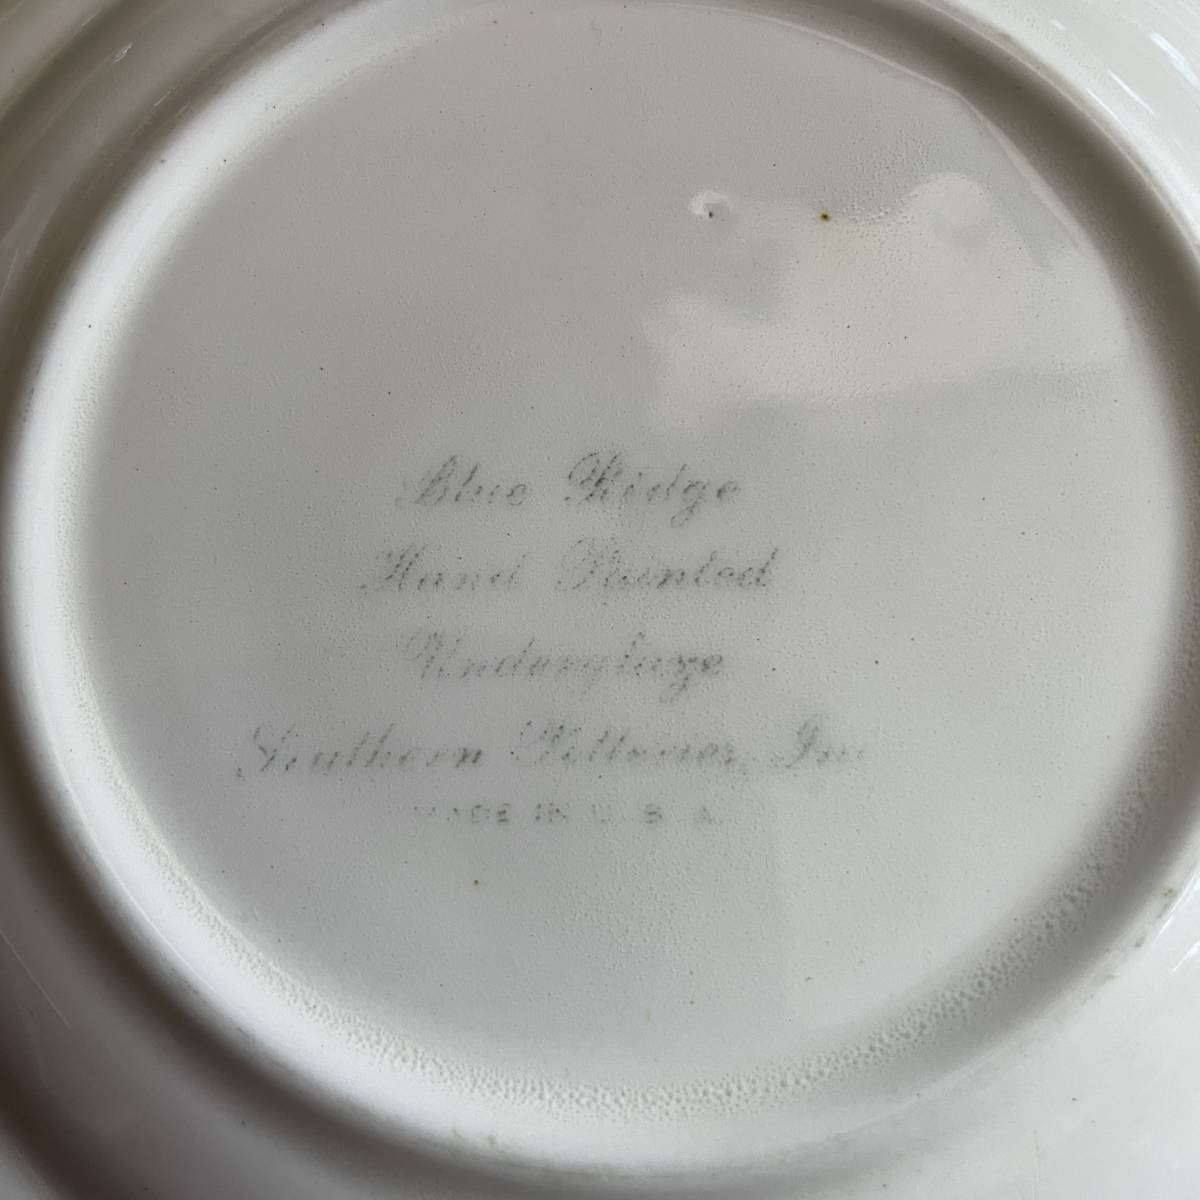 Blue Ridge
Hand Painted
Underglaze
Southern Potteries, Inc
MADE IN U. S. A.